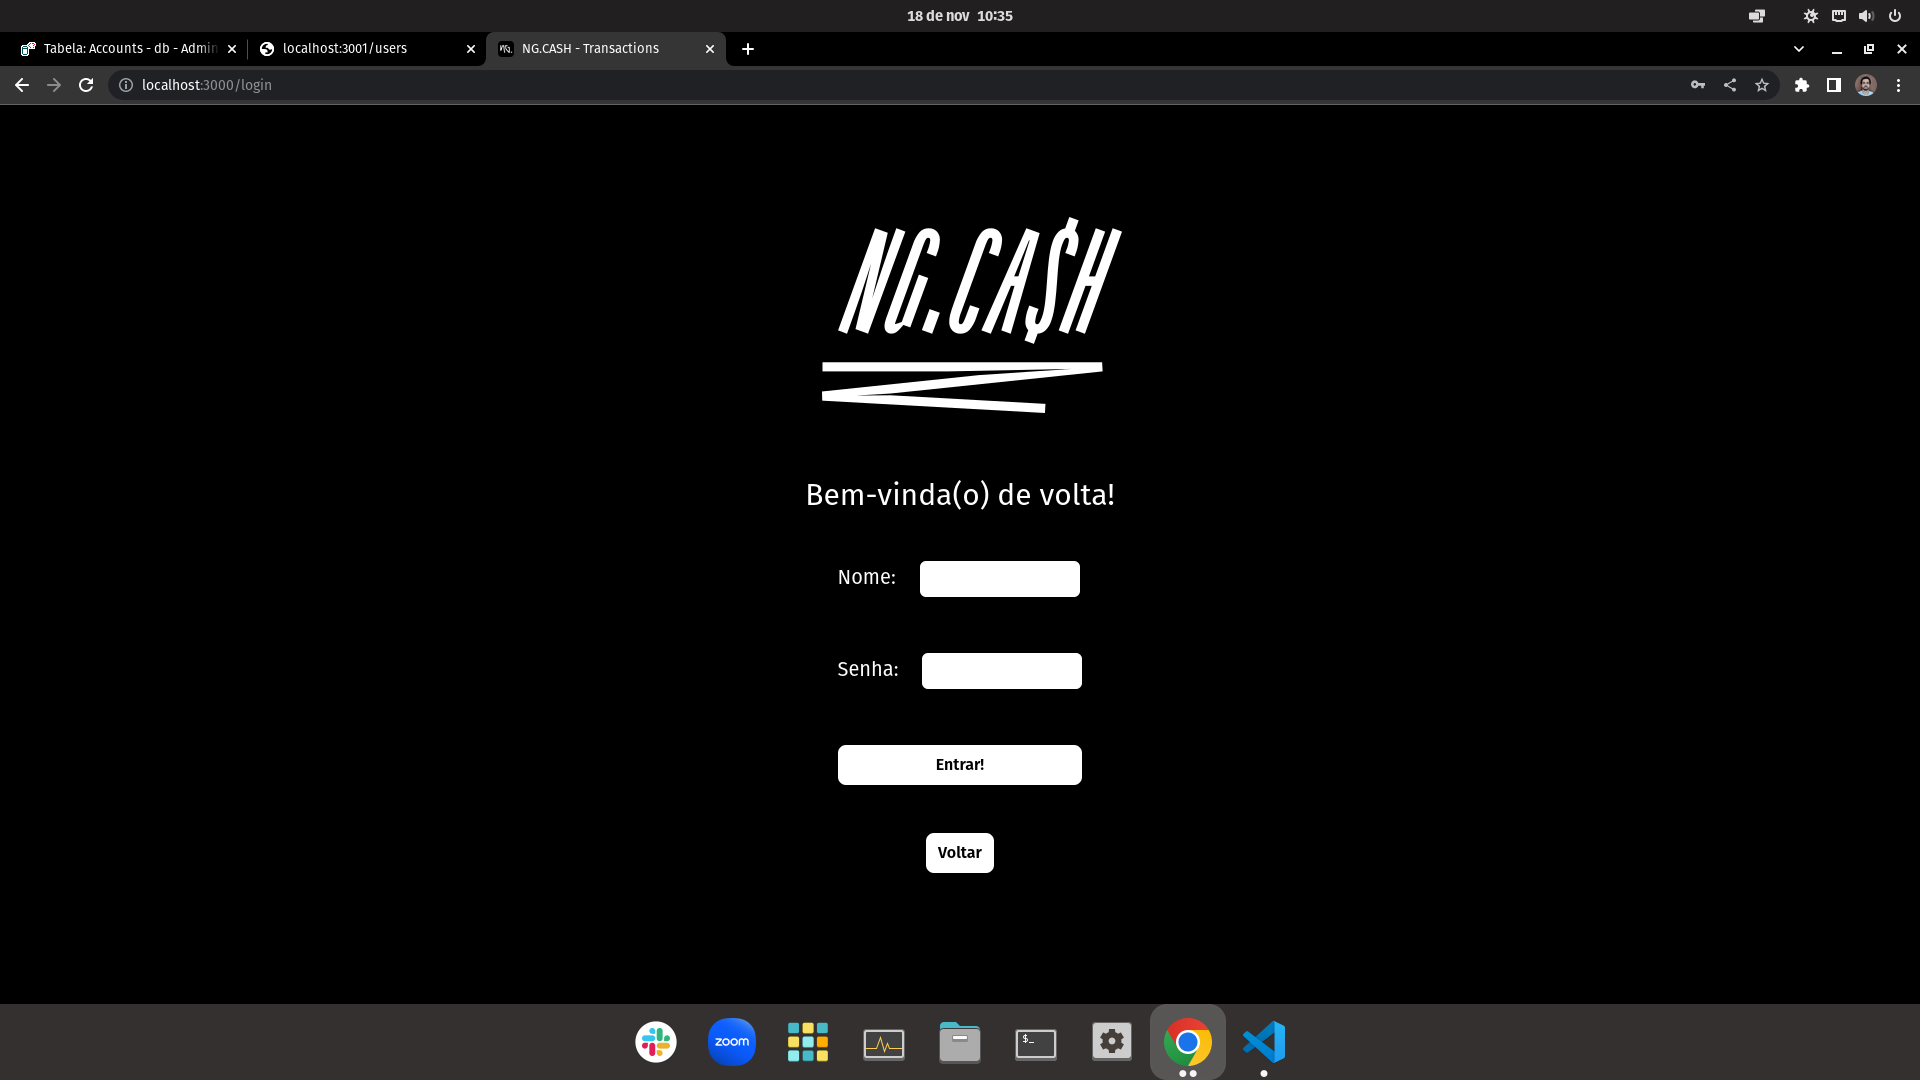 18 de nov 10:35
Tabela: Accounts - db - Admin
localhost:3001/users
NG.CASH - Transactions
localhost:3000/login
NG.CA$H
Bem-vinda(o) de volta!
Nome:
Senha:
Entrar!
Voltar
zoom
$_